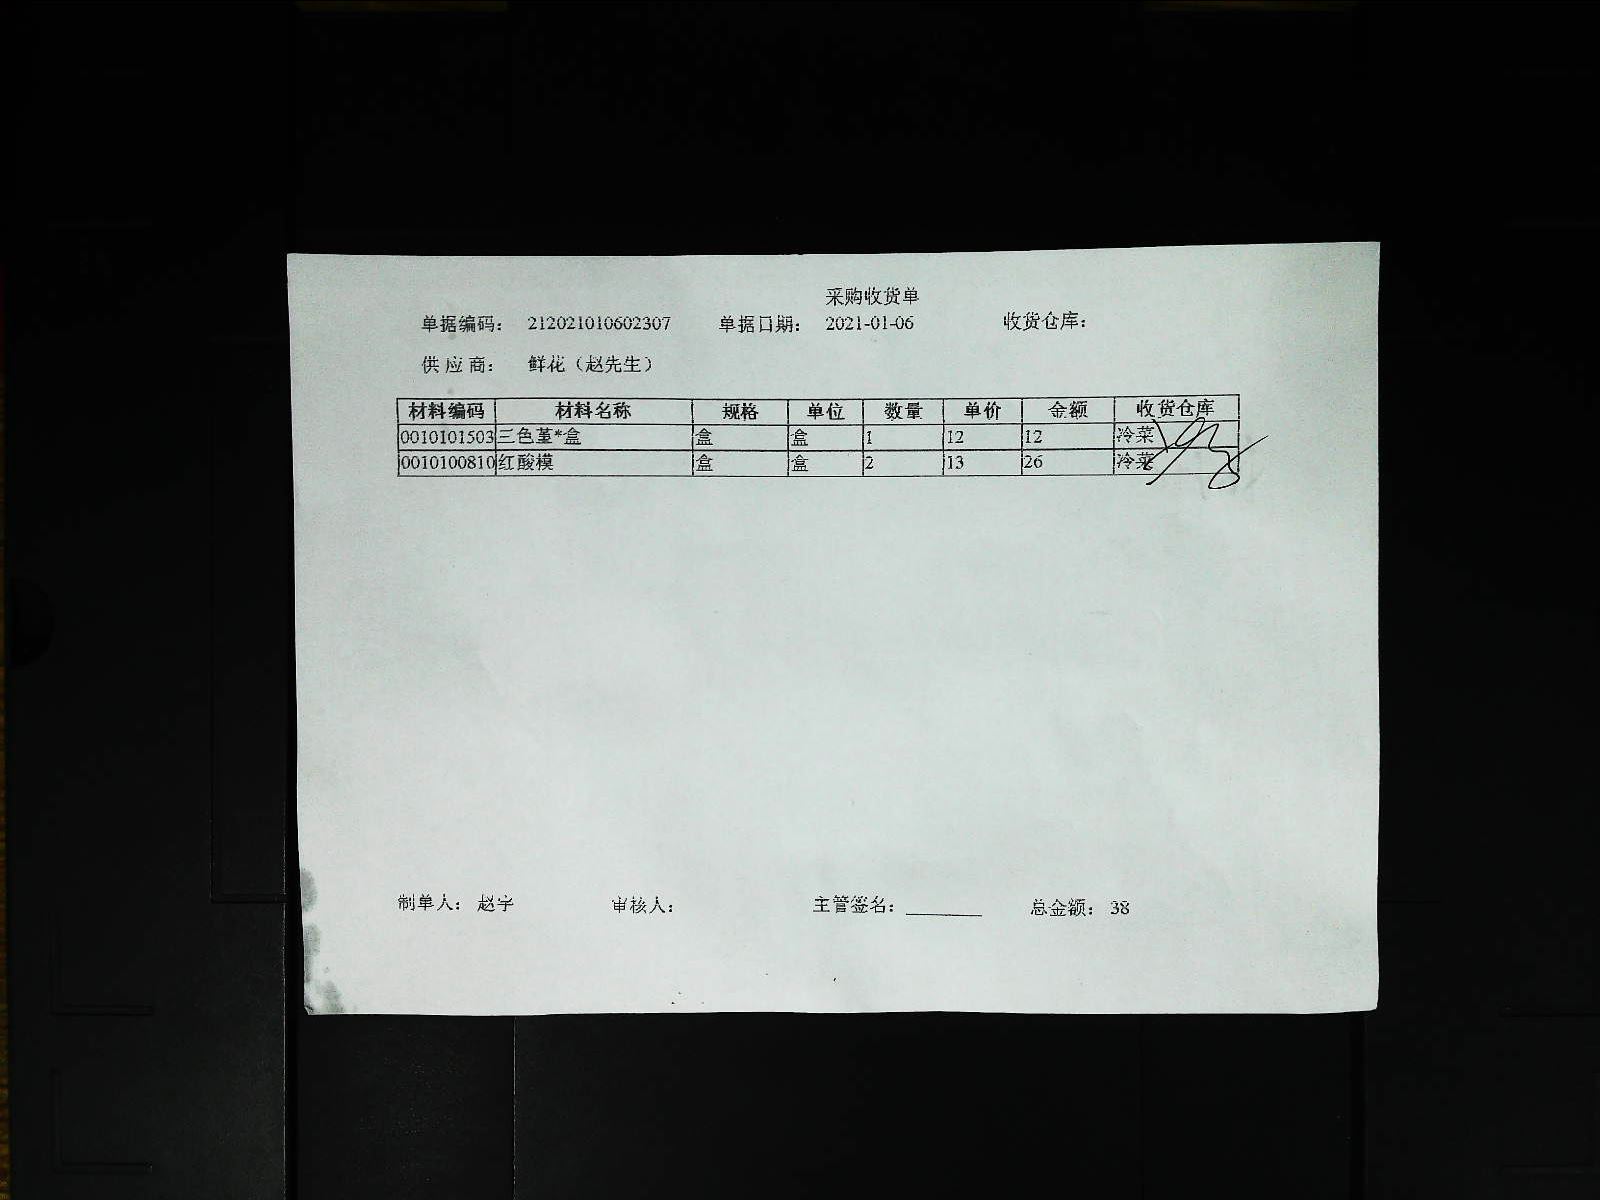 采购收货单
单据编码： 212021010602307 单据日期： 2021-01-06 收货仓库：
供应商： 鲜花（赵先生）
材料编码 材料名称 规格 单位 数量 单价 金额 收货仓库
0010101503 三色堇*盒 盒 盒 1 12 12 冷菜
0010100810 红酸模 盒 盒 2 13 26 冷菜
制单人： 赵宇 审核人： 主管签名：________ 总金额： 38